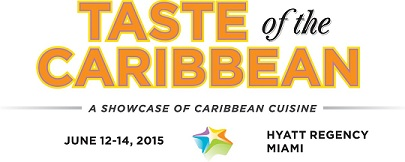 TASTE of the
CARIBBEAN
A SHOWCASE OF CARIBBEAN CUISINE
JUNE 12-14, 2015
HYATT REGENCY
MIAMI